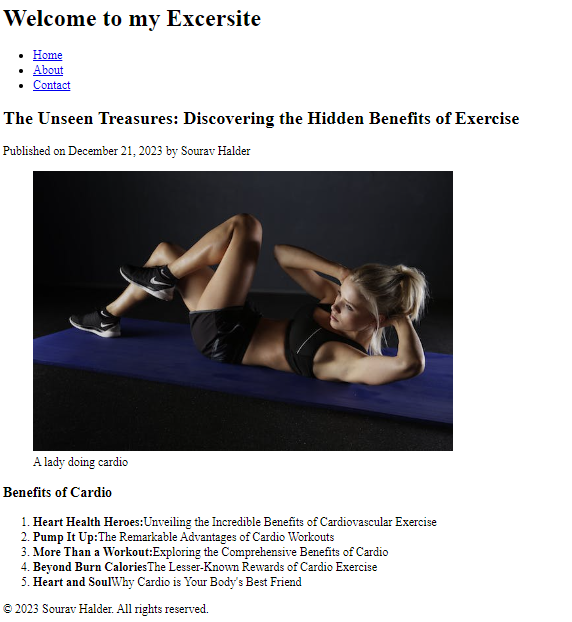 Welcome to my Excersite
Home
About
Contact
The Unseen Treasures: Discovering the Hidden Benefits of Exercise
Published on December 21, 2023 by Sourav Halder
A lady doing cardio
Benefits of Cardio
1. Heart Health Heroes:Unveiling the Incredible Benefits of Cardiovascular Exercise
2. Pump It Up:The Remarkable Advantages of Cardio Workouts
3. More Than a Workout:Exploring the Comprehensive Benefits of Cardio
4. Beyond Burn CaloriesThe Lesser-Known Rewards of Cardio Exercise
5. Heart and SoulWhy Cardio is Your Body's Best Friend
© 2023 Sourav Halder. All rights reserved.